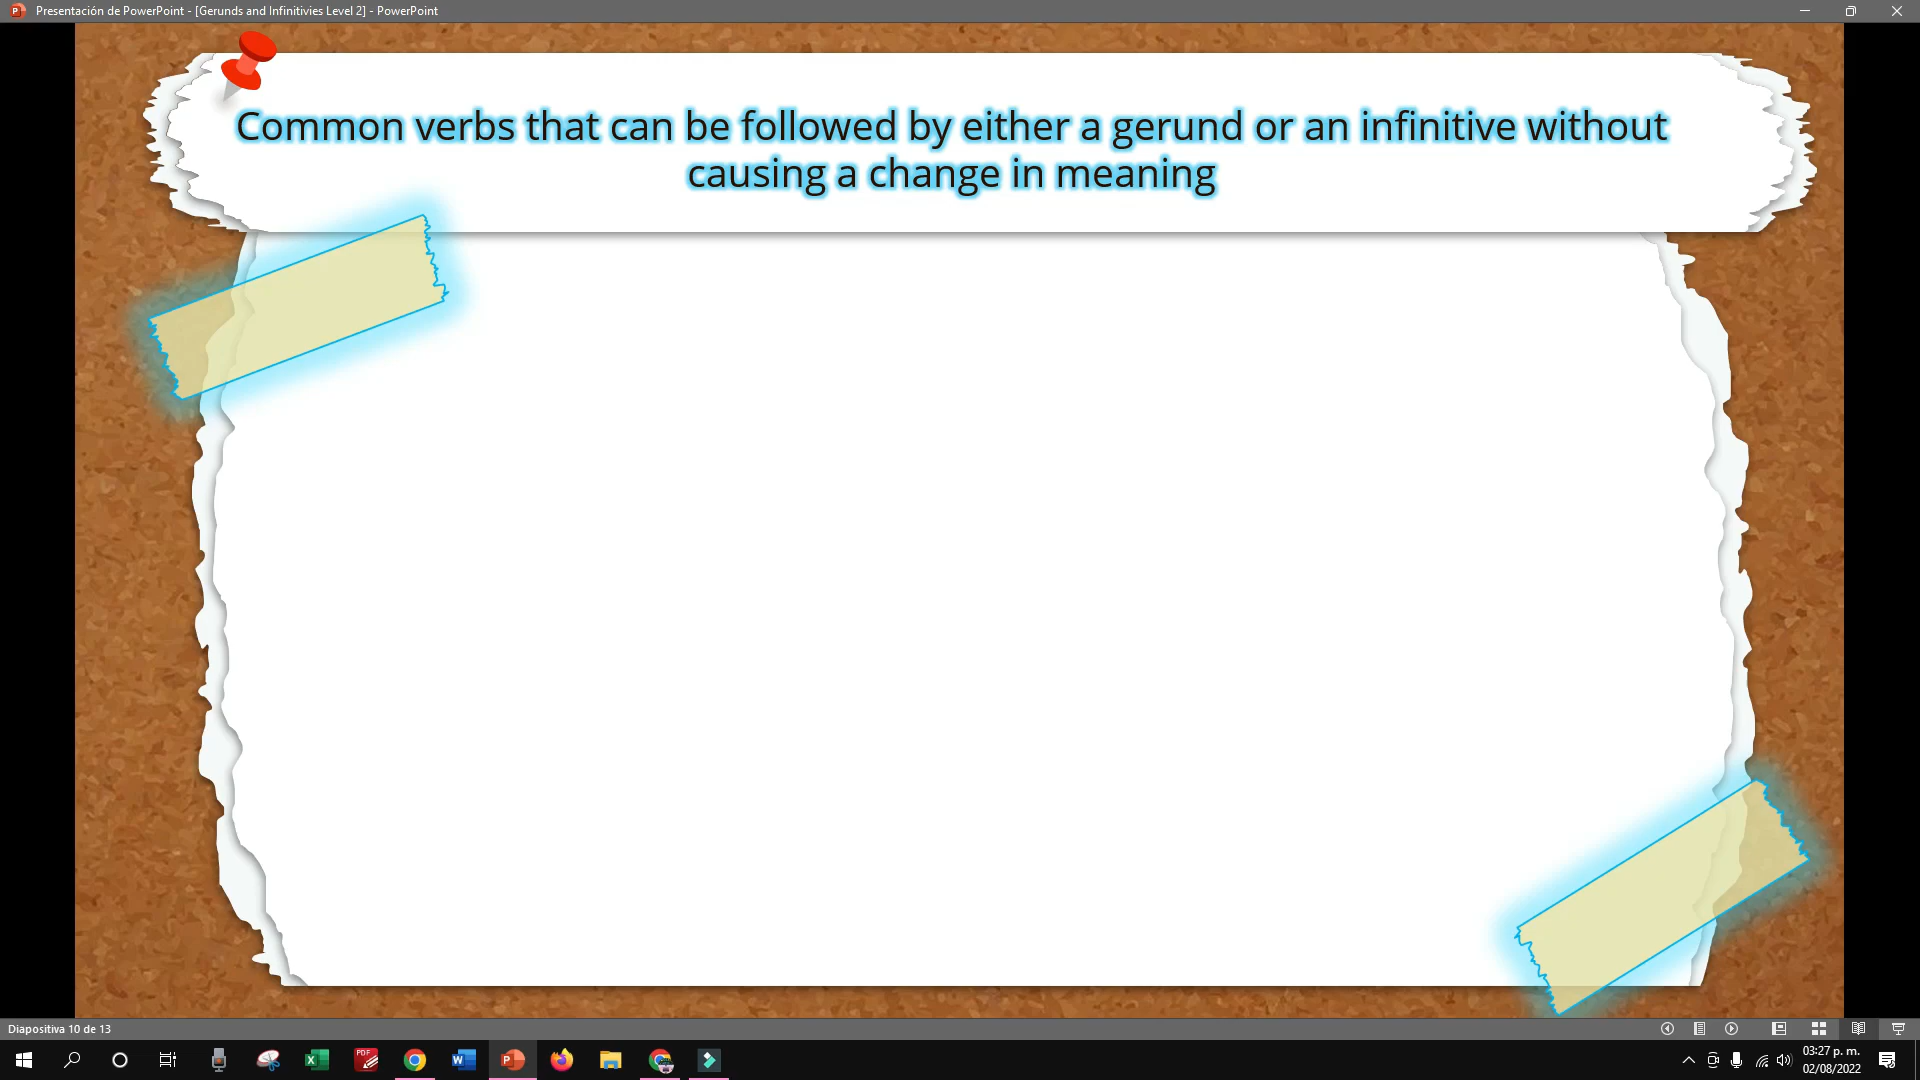 Presentación de PowerPoint - [Gerunds and Infinitivies Level 2] - PowerPoint
Common verbs that can be followed by either a gerund or an infinitive without
causing a change in meaning
Diapositiva 10 de 13
PDF
03:27 p. m.
02/08/2022